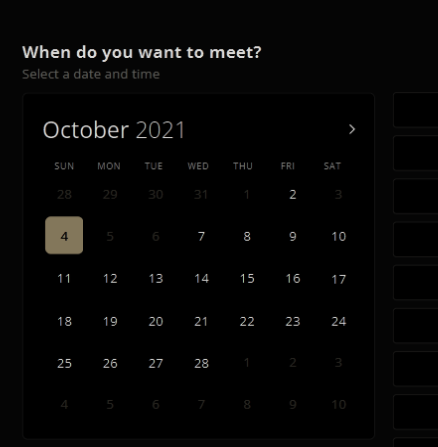 When do you want to meet?
Select a date and time
October 2021
SUN MON TUE WED THU FRI SAT
28 29 30 31 1 2 3
4 5 6 7 8 9 10
11 12 13 14 15 16 17
18 19 20 21 22 23 24
25 26 27 28 1 2 3
4 5 6 7 8 9 10